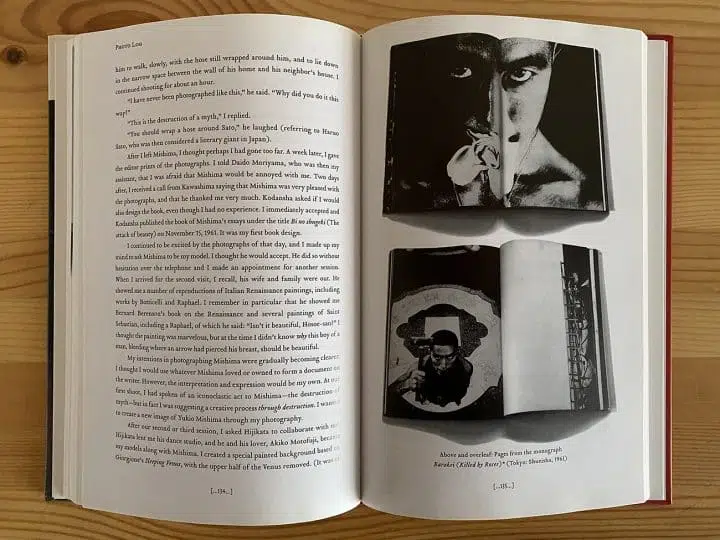 Pacco Loo
him to walk, slowly, with the hose still wrapped around him, and to lie down
in the narrow space between the wall of his home and his neighbor's house. I
continued shooting for about an hour.
"I have never been photographed like this," he said. "Why did you do it this
way?"
"This is the destruction of a myth," I replied.
"You should wrap a hose around Sato," he laughed (referring to Haruo
Sato, who was then considered a literary giant in Japan).
After I left Mishima, I thought perhaps I had gone too far. A week later, I gave
the editor prints of the photographs. I told Daido Moriyama, who was then my
assistant, that I was afraid that Mishima would be annoyed with me. Two days
after, I received a call from Kawashima saying that Mishima was very pleased with
the photographs, and that he thanked me very much. Kodansha asked if I would
also design the book, even though I had no experience. I immediately accepted and
Kodansha published the book of Mishima's essays under the title Bi no shugeki (The
attack of beauty) on November 15, 1961. It was my first book design.
I continued to be excited by the photographs of that day, and I made up my
mind to ask Mishima to be my model. I thought he would accept. He did so without
hesitation over the telephone and I made an appointment for another session.
When I arrived for the second visit, I recall, his wife and family were out. He
showed me a number of reproductions of Italian Renaissance paintings, including
works by Botticelli and Raphael. I remember in particular that he showed me
Bernard Berenson's book on the Renaissance and several paintings of Saint
Sebastian, including a Raphael, of which he said: "Isn't it beautiful, Hosoe-san?" I
thought the painting was marvelous, but at the time I didn't know why this boy of a
man, bleeding where an arrow had pierced his breast, should be beautiful.
My intentions in photographing Mishima were gradually becoming clearer.
I thought I would use whatever Mishima loved or owned to form a document on
the writer. However, the interpretation and expression would be my own. At our
first shoot, I had spoken of an iconoclastic act to Mishima—the destruction of
myth—but in fact I was suggesting a creative process through destruction. I wanted
to create a new image of Yukio Mishima through my photography.
After our second or third session, I asked Hijikata to collaborate with me.
Hijikata lent me his dance studio, and he and his lover, Akiko Motofuji, became
my models along with Mishima. I created a special painted background based on
Giorgione's Sleeping Venus, with the upper half of the Venus removed. (It was
[...134...]
Above and overleaf: Pages from the monograph
Barakei (Killed by Roses)* (Tokyo: Shueisha, 1961)
[...135...]